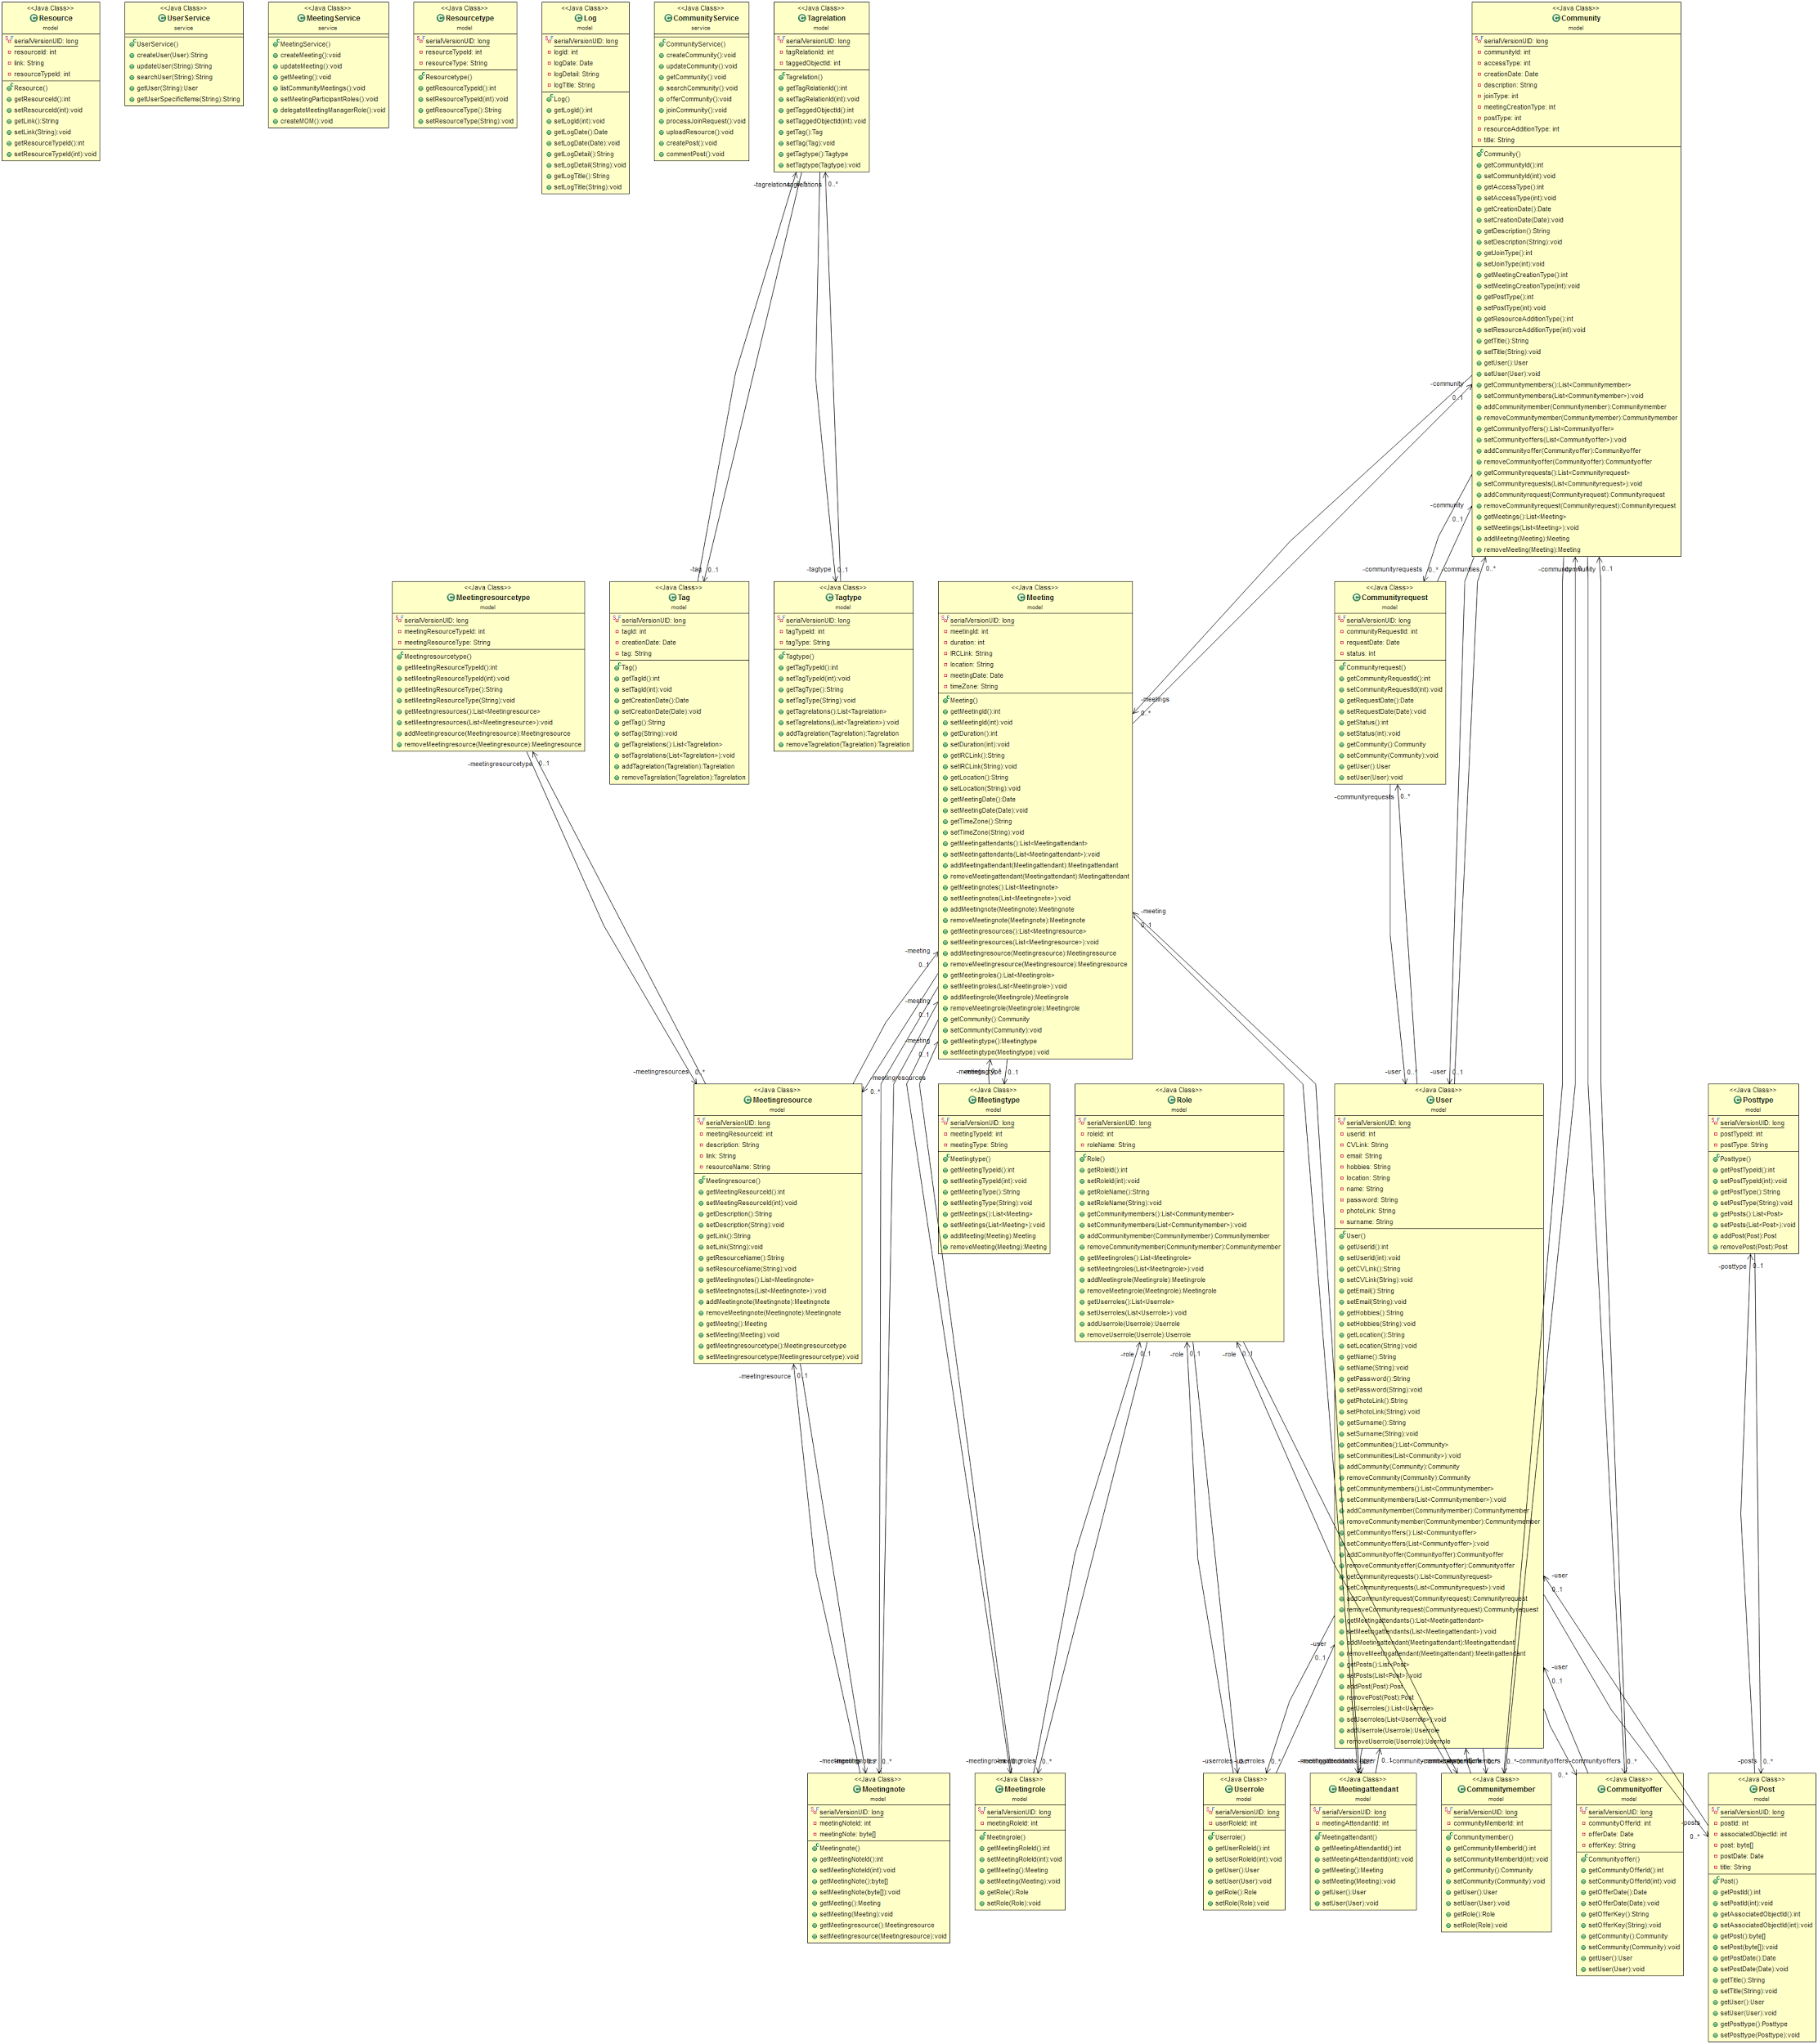 <<Java Class>>
Resource
model
serialVersionUID: long
resourceId: int
link: String
resourceTypeId: int
Resource()
getResourceId():int
setResourceId(int):void
getLink():String
setLink(String):void
getResourceTypeId():int
setResourceTypeId(int):void
<<Java Class>>
UserService
service
UserService()
createUser(User):String
updateUser(String):String
searchUser(String):String
getUser(String):User
getUserSpecificItems(String):String
<<Java Class>>
MeetingService
service
MeetingService()
createMeeting():void
updateMeeting():void
getMeeting():void
listCommunityMeetings():void
setMeetingParticipantRoles():void
delegateMeetingManagerRole():void
createMOM():void
<<Java Class>>
Resourcetype
model
serialVersionUID: long
resourceTypeId: int
resourceType: String
Resourcetype()
getResourceTypeId():int
setResourceTypeId(int):void
getResourceType():String
setResourceType(String):void
<<Java Class>>
Log
model
serialVersionUID: long
logId: int
logDate: Date
logDetail: String
logTitle: String
Log()
getLogId():int
setLogId(int):void
getLogDate():Date
setLogDate(Date):void
getLogDetail():String
setLogDetail(String):void
getLogTitle():String
setLogTitle(String):void
<<Java Class>>
CommunityService
service
CommunityService()
createCommunity():void
updateCommunity():void
getCommunity():void
searchCommunity():void
offerCommunity():void
joinCommunity():void
processJoinRequest():void
uploadResource():void
createPost():void
commentPost():void
<<Java Class>>
Tagrelation
model
serialVersionUID: long
tagRelationId: int
taggedObjectId: int
Tagrelation()
getTagRelationId():int
setTagRelationId(int):void
getTaggedObjectId():int
setTaggedObjectId(int):void
getTag():Tag
setTag(Tag):void
getTagtype():Tagtype
setTagtype(Tagtype):void
<<Java Class>>
Community
model
serialVersionUID: long
communityId: int
accessType: int
creationDate: Date
description: String
joinType: int
meetingCreationType: int
postType: int
resourceAdditionType: int
title: String
Community()
getCommunityId():int
setCommunityId(int):void
getAccessType():int
setAccessType(int):void
getCreationDate():Date
setCreationDate(Date):void
getDescription():String
setDescription(String):void
getJoinType():int
setJoinType(int):void
getMeetingCreationType():int
setMeetingCreationType(int):void
getPostType():int
setPostType(int):void
getResourceAdditionType():int
setResourceAdditionType(int):void
getTitle():String
setTitle(String):void
getUser():User
setUser(User):void
getCommunitymembers():List<Communitymember>
setCommunitymembers(List<Communitymember>):void
addCommunitymember(Communitymember):Communitymember
removeCommunitymember(Communitymember):Communitymember
getCommunityoffers():List<Communityoffer>
setCommunityoffers(List<Communityoffer>):void
addCommunityoffer(Communityoffer):Communityoffer
removeCommunityoffer(Communityoffer):Communityoffer
getCommunityrequests():List<Communityrequest>
setCommunityrequests(List<Communityrequest>):void
addCommunityrequest(Communityrequest):Communityrequest
removeCommunityrequest(Communityrequest):Communityrequest
getMeetings():List<Meeting>
setMeetings(List<Meeting>):void
addMeeting(Meeting):Meeting
removeMeeting(Meeting):Meeting
0..*
-community
0..1
-community
0..1
-tag
0..1
-tagtype
0..1
-communityrequests
0..*
0..*
0..1
<<Java Class>>
Meetingresourcetype
model
serialVersionUID: long
meetingResourceTypeId: int
meetingResourceType: String
Meetingresourcetype()
getMeetingResourceTypeId():int
setMeetingResourceTypeId(int):void
getMeetingResourceType():String
setMeetingResourceType(String):void
getMeetingresources():List<Meetingresource>
setMeetingresources(List<Meetingresource>):void
addMeetingresource(Meetingresource):Meetingresource
removeMeetingresource(Meetingresource):Meetingresource
-meetingresourcetype
0..1
<<Java Class>>
Tag
model
serialVersionUID: long
tagId: int
creationDate: Date
tag: String
Tag()
getTagId():int
setTagId(int):void
getCreationDate():Date
setCreationDate(Date):void
getTag():String
setTag(String):void
getTagrelations():List<Tagrelation>
setTagrelations(List<Tagrelation>):void
addTagrelation(Tagrelation):Tagrelation
removeTagrelation(Tagrelation):Tagrelation
<<Java Class>>
Tagtype
model
serialVersionUID: long
tagTypeId: int
tagType: String
Tagtype()
getTagTypeId():int
setTagTypeId(int):void
getTagType():String
setTagType(String):void
getTagrelations():List<Tagrelation>
setTagrelations(List<Tagrelation>):void
addTagrelation(Tagrelation):Tagrelation
removeTagrelation(Tagrelation):Tagrelation
<<Java Class>>
Meeting
model
serialVersionUID: long
meetingId: int
duration: int
IRCLink: String
location: String
meetingDate: Date
timeZone: String
Meeting()
getMeetingId():int
setMeetingId(int):void
getDuration():int
setDuration(int):void
getIRCLink():String
setIRCLink(String):void
getLocation():String
setLocation(String):void
getMeetingDate():Date
setMeetingDate(Date):void
getTimeZone():String
setTimeZone(String):void
getMeetingattendants():List<Meetingattendant>
setMeetingattendants(List<Meetingattendant>):void
addMeetingattendant(Meetingattendant):Meetingattendant
removeMeetingattendant(Meetingattendant):Meetingattendant
getMeetingnotes():List<Meetingnote>
setMeetingnotes(List<Meetingnote>):void
addMeetingnote(Meetingnote):Meetingnote
removeMeetingnote(Meetingnote):Meetingnote
getMeetingresources():List<Meetingresource>
setMeetingresources(List<Meetingresource>):void
addMeetingresource(Meetingresource):Meetingresource
removeMeetingresource(Meetingresource):Meetingresource
getMeetingroles():List<Meetingrole>
setMeetingroles(List<Meetingrole>):void
addMeetingrole(Meetingrole):Meetingrole
removeMeetingrole(Meetingrole):Meetingrole
getCommunity():Community
setCommunity(Community):void
getMeetingtype():Meetingtype
setMeetingtype(Meetingtype):void
-meetings
0..*
-meeting
0..1
-meeting
0..1
-meeting
0..1
-meeting
0..1
<<Java Class>>
Communityrequest
model
serialVersionUID: long
communityRequestId: int
requestDate: Date
status: int
Communityrequest()
getCommunityRequestId():int
setCommunityRequestId(int):void
getRequestDate():Date
setRequestDate(Date):void
getStatus():int
setStatus(int):void
getCommunity():Community
setCommunity(Community):void
getUser():User
setUser(User):void
-communityrequests
0..*
-meetingresources
0..*
-meetingresources
0..*
0..1
-user
-user
0..1
<<Java Class>>
Meetingresource
model
serialVersionUID: long
meetingResourceId: int
description: String
link: String
resourceName: String
Meetingresource()
getMeetingResourceId():int
setMeetingResourceId(int):void
getDescription():String
setDescription(String):void
getLink():String
setLink(String):void
getResourceName():String
setResourceName(String):void
getMeetingnotes():List<Meetingnote>
setMeetingnotes(List<Meetingnote>):void
addMeetingnote(Meetingnote):Meetingnote
removeMeetingnote(Meetingnote):Meetingnote
getMeeting():Meeting
setMeeting(Meeting):void
getMeetingresourcetype():Meetingresourcetype
setMeetingresourcetype(Meetingresourcetype):void
-meetingresource
0..1
<<Java Class>>
Meetingtype
model
serialVersionUID: long
meetingTypeId: int
meetingType: String
Meetingtype()
getMeetingTypeId():int
setMeetingTypeId(int):void
getMeetingType():String
setMeetingType(String):void
getMeetings():List<Meeting>
setMeetings(List<Meeting>):void
addMeeting(Meeting):Meeting
removeMeeting(Meeting):Meeting
<<Java Class>>
Role
model
serialVersionUID: long
roleId: int
roleName: String
Role()
getRoleId():int
setRoleId(int):void
getRoleName():String
setRoleName(String):void
getCommunitymembers():List<Communitymember>
setCommunitymembers(List<Communitymember>):void
addCommunitymember(Communitymember):Communitymember
removeCommunitymember(Communitymember):Communitymember
getMeetingroles():List<Meetingrole>
setMeetingroles(List<Meetingrole>):void
addMeetingrole(Meetingrole):Meetingrole
removeMeetingrole(Meetingrole):Meetingrole
getUserroles():List<Userrole>
setUserroles(List<Userrole>):void
addUserrole(Userrole):Userrole
removeUserrole(Userrole):Userrole
-role
0..1
-role
0..1
-role
0..1
<<Java Class>>
User
model
serialVersionUID: long
userId: int
CVLink: String
email: String
hobbies: String
location: String
name: String
password: String
photoLink: String
surname: String
User()
getUserId():int
setUserId(int):void
getCVLink():String
setCVLink(String):void
getEmail():String
setEmail(String):void
getHobbies():String
setHobbies(String):void
getLocation():String
setLocation(String):void
getName():String
setName(String):void
getPassword():String
setPassword(String):void
getPhotoLink():String
setPhotoLink(String):void
getSurname():String
setSurname(String):void
getCommunities():List<Community>
setCommunities(List<Community>):void
addCommunity(Community):Community
removeCommunity(Community):Community
getCommunitymembers():List<Communitymember>
setCommunitymembers(List<Communitymember>):void
addCommunitymember(Communitymember):Communitymember
removeCommunitymember(Communitymember):Communitymember
getCommunityoffers():List<Communityoffer>
setCommunityoffers(List<Communityoffer>):void
addCommunityoffer(Communityoffer):Communityoffer
removeCommunityoffer(Communityoffer):Communityoffer
getCommunityrequests():List<Communityrequest>
setCommunityrequests(List<Communityrequest>):void
addCommunityrequest(Communityrequest):Communityrequest
removeCommunityrequest(Communityrequest):Communityrequest
getMeetingattendants():List<Meetingattendant>
setMeetingattendants(List<Meetingattendant>):void
addMeetingattendant(Meetingattendant):Meetingattendant
removeMeetingattendant(Meetingattendant):Meetingattendant
getPosts():List<Post>
setPosts(List<Post>):void
addPost(Post):Post
removePost(Post):Post
getUserroles():List<Userrole>
setUserroles(List<Userrole>):void
addUserrole(Userrole):Userrole
removeUserrole(Userrole):Userrole
-user
0..1
-user
0..1
-user
0..1
<<Java Class>>
Posttype
model
serialVersionUID: long
postTypeId: int
postType: String
Posttype()
getPostTypeId():int
setPostTypeId(int):void
getPostType():String
setPostType(String):void
getPosts():List<Post>
setPosts(List<Post>):void
addPost(Post):Post
removePost(Post):Post
-posttype
0..1
0..*
0..*
-userroles
0..*
-communityoffers
0..*
-communityoffers
0..*
-posts
0..*
-posts
0..*
<<Java Class>>
Meetingnote
model
serialVersionUID: long
meetingNoteId: int
meetingNote: byte[]
Meetingnote()
getMeetingNoteId():int
setMeetingNoteId(int):void
getMeetingNote():byte[]
setMeetingNote(byte[]):void
getMeeting():Meeting
setMeeting(Meeting):void
getMeetingresource():Meetingresource
setMeetingresource(Meetingresource):void
<<Java Class>>
Meetingrole
model
serialVersionUID: long
meetingRoleId: int
Meetingrole()
getMeetingRoleId():int
setMeetingRoleId(int):void
getMeeting():Meeting
setMeeting(Meeting):void
getRole():Role
setRole(Role):void
<<Java Class>>
Userrole
model
serialVersionUID: long
userRoleId: int
Userrole()
getUserRoleId():int
setUserRoleId(int):void
getUser():User
setUser(User):void
getRole():Role
setRole(Role):void
<<Java Class>>
Meetingattendant
model
serialVersionUID: long
meetingAttendantId: int
Meetingattendant()
getMeetingAttendantId():int
setMeetingAttendantId(int):void
getMeeting():Meeting
setMeeting(Meeting):void
getUser():User
setUser(User):void
<<Java Class>>
Communitymember
model
serialVersionUID: long
communityMemberId: int
Communitymember()
getCommunityMemberId():int
setCommunityMemberId(int):void
getCommunity():Community
setCommunity(Community):void
getUser():User
setUser(User):void
getRole():Role
setRole(Role):void
<<Java Class>>
Communityoffer
model
serialVersionUID: long
communityOfferId: int
offerDate: Date
offerKey: String
Communityoffer()
getCommunityOfferId():int
setCommunityOfferId(int):void
getOfferDate():Date
setOfferDate(Date):void
getOfferKey():String
setOfferKey(String):void
getCommunity():Community
setCommunity(Community):void
getUser():User
setUser(User):void
<<Java Class>>
Post
model
serialVersionUID: long
postId: int
associatedObjectId: int
post: byte[]
postDate: Date
title: String
Post()
getPostId():int
setPostId(int):void
getAssociatedObjectId():int
setAssociatedObjectId(int):void
getPost():byte[]
setPost(byte[]):void
getPostDate():Date
setPostDate(Date):void
getTitle():String
setTitle(String):void
getUser():User
setUser(User):void
getPosttype():Posttype
setPosttype(Posttype):void